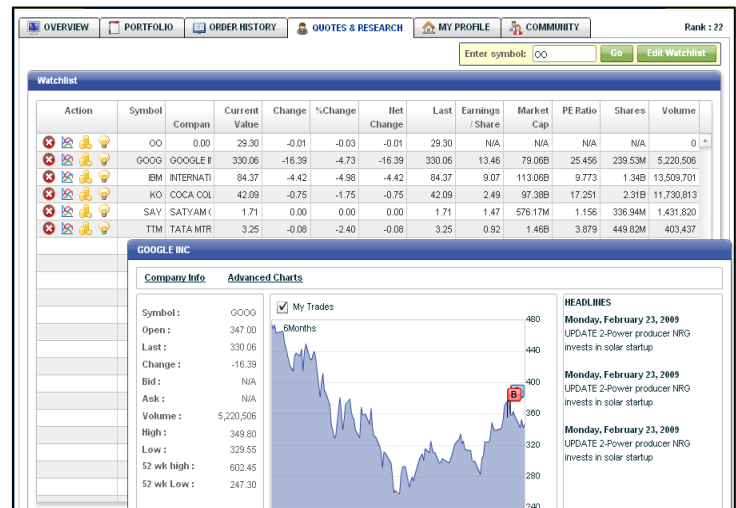 OVERVIEW PORTFOLIO ORDER HISTORY QUOTES & RESEARCH MY PROFILE COMMUNITY Rank : 22
Enter symbol: OO Go Edit Watchlist
Watchlist
Action Symbol Compan Current Value Change %Change Net Change Last Earnings / Share Market Cap PE Ratio Shares Volume
OO 0.00 29.30 -0.01 -0.03 -0.01 29.30 N/A N/A N/A N/A 0
GOOG GOOGLE II 330.06 -16.39 -4.73 -16.39 330.06 13.46 79.06B 25.456 239.53M 5,220,506
IBM INTERNATI 84.37 -4.42 -4.98 -4.42 84.37 9.07 113.06B 9.773 1.34B 13,509,701
KO COCA COL 42.09 -0.75 -1.75 -0.75 42.09 2.49 97.38B 17.251 2.31B 11,730,813
SAY SATYAM ( 1.71 0.00 0.00 0.00 1.71 1.47 576.17M 1.156 336.94M 1,431,820
TTM TATA MTR 3.25 -0.08 -2.40 -0.08 3.25 0.92 1.46B 3.879 449.82M 403,437
GOOGLE INC
Company Info Advanced Charts
Symbol : GOOG
Open : 347.00
Last : 330.06
Change : -16.39
Bid : N/A
Ask : N/A
Volume : 5,220,506
High : 349.80
Low : 329.55
52 wk high : 602.45
52 wk Low : 247.30
My Trades
6Months
480
440
400
360
320
280
240
B
HEADLINES
Monday, February 23, 2009
UPDATE 2-Power producer NRG
invests in solar startup
Monday, February 23, 2009
UPDATE 2-Power producer NRG
invests in solar startup
Monday, February 23, 2009
UPDATE 2-Power producer NRG
invests in solar startup